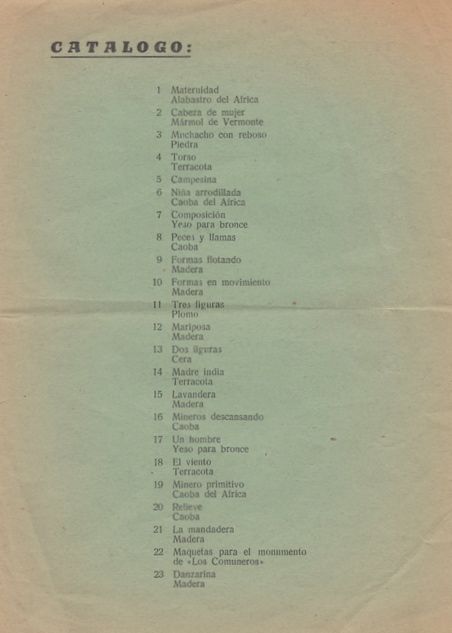 CATALOGO:
1 Maternidad
Alabastro del Africa
2 Cabeza de mujer
Mármol de Vermonte
3 Muchacho con reboso
Piedra
4 Torso
Terracota
5 Campesina
6 Niña arrodillada
Caoba del Africa
7 Composición
Yeso para bronce
8 Peces y llamas
Caoba
9 Formas flotando
Madera
10 Formas en movimiento
Madera
11 Tres figuras
Plomo
12 Mariposa
Madera
13 Dos figuras
Cera
14 Madre india
Terracota
15 Lavandera
Madera
16 Mineros descansando
Caoba
17 Un hombre
Yeso para bronce
18 El viento
Terracota
19 Minero primitivo
Caoba del Africa
20 Relieve
Caoba
21 La mandadera
Madera
22 Maquetas para el monumento
de «Los Comuneros»
23 Danzarina
Madera